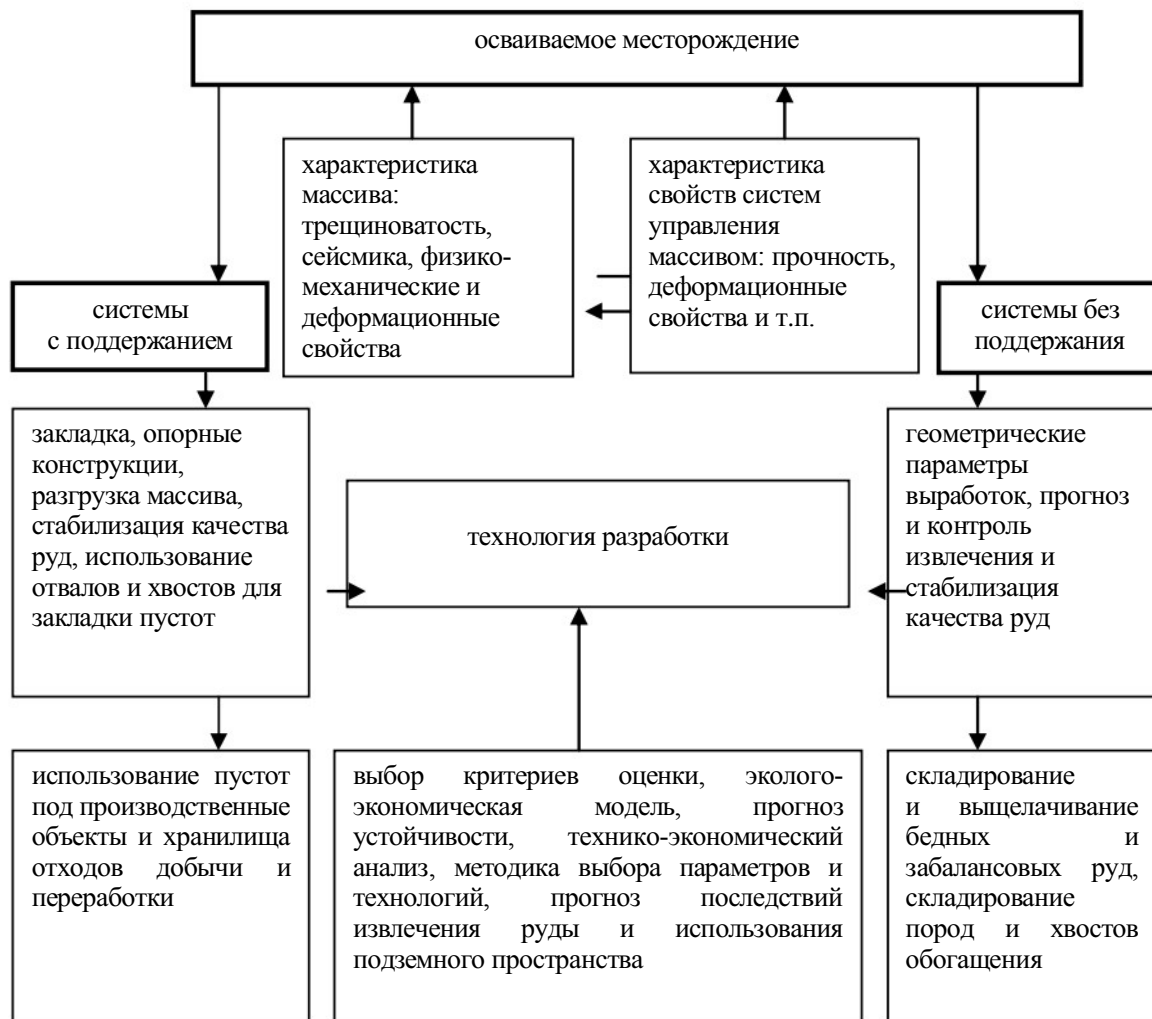 осваиваемое месторождение
характеристика
массива:
трещиноватость,
сейсмика, физико-
механические и
деформационные
свойства
характеристика
свойств систем
управления
массивом: прочность,
деформационные
свойства и т.п.
системы
с поддержанием
системы без
поддержания
закладка, опорные
конструкции,
разгрузка массива,
стабилизация качества
руд, использование
отвалов и хвостов для
закладки пустот
технология разработки
геометрические
параметры
выработок, прогноз
и контроль
извлечения и
стабилизация
качества руд
использование пустот
под производственные
объекты и хранилища
отходов добычи и
переработки
выбор критериев оценки, эколого-
экономическая модель, прогноз
устойчивости, технико-экономический
анализ, методика выбора параметров и
технологий, прогноз последствий
извлечения руды и использования
подземного пространства
складирование
и выщелачивание
бедных и
забалансовых руд,
складирование
пород и хвостов
обогащения